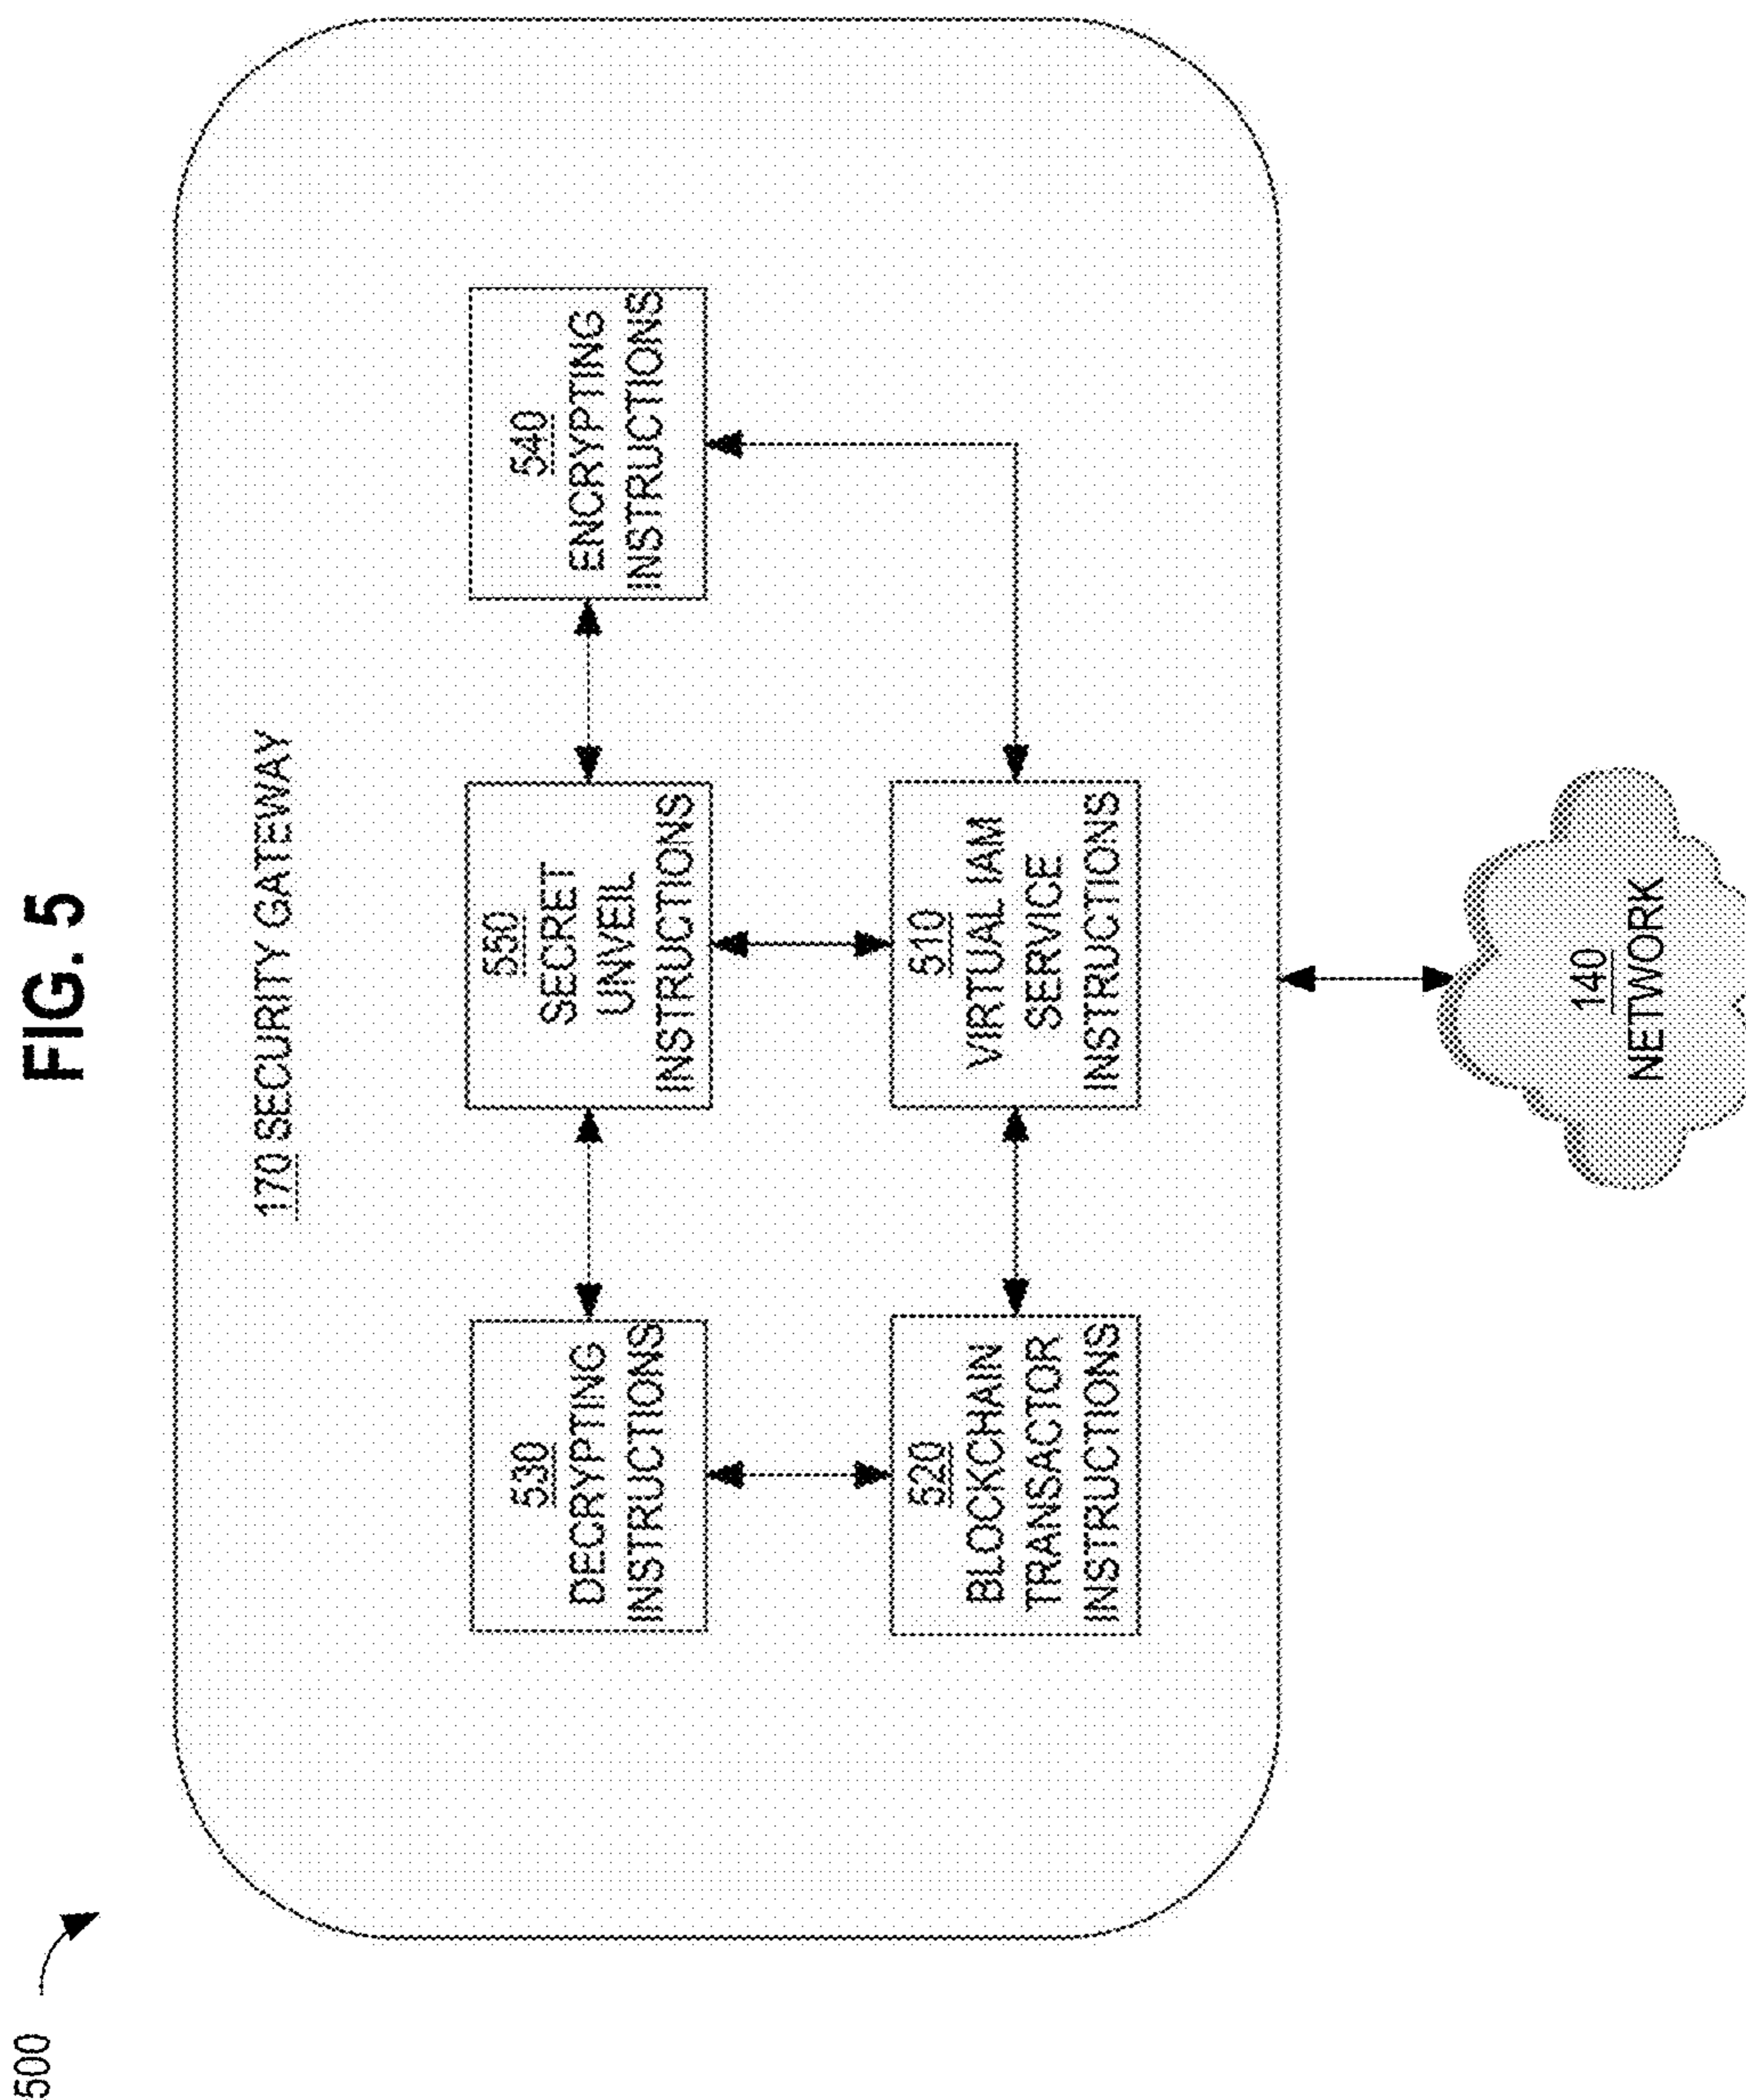 FIG. 5
500
170 SECURITY GATEWAY
530
DECRYPTING
INSTRUCTIONS
550
SECRET
UNVEIL
INSTRUCTIONS
540
ENCRYPTING
INSTRUCTIONS
520
BLOCKCHAIN
TRANSACTOR
INSTRUCTIONS
510
VIRTUAL IAM
SERVICE
INSTRUCTIONS
140
NETWORK